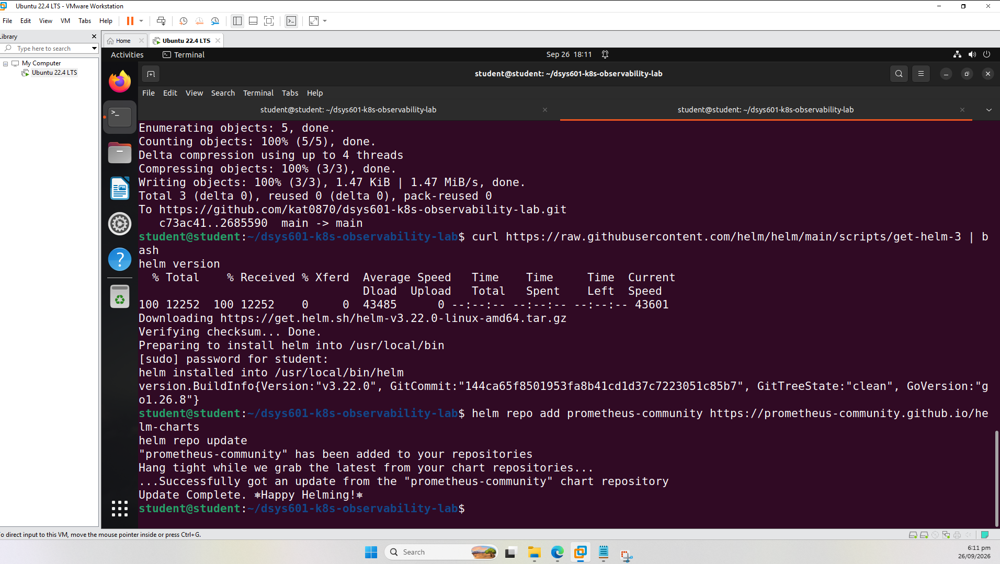 Ubuntu 22.4 LTS - VMware Workstation
File Edit View VM Tabs Help
Library
Type here to search
My Computer
Ubuntu 22.4 LTS
Home
Ubuntu 22.4 LTS
Activities Terminal Sep 26 18:11
student@student: ~/dsys601-k8s-observability-lab
File Edit View Search Terminal Tabs Help
student@student: ~/dsys601-k8s-observability-lab
student@student: ~/dsys601-k8s-observability-lab
Enumerating objects: 5, done.
Counting objects: 100% (5/5), done.
Delta compression using up to 4 threads
Compressing objects: 100% (3/3), done.
Writing objects: 100% (3/3), 1.47 KiB | 1.47 MiB/s, done.
Total 3 (delta 0), reused 0 (delta 0), pack-reused 0
To https://github.com/kat0870/dsys601-k8s-observability-lab.git
   c73ac41..2685590  main -> main
student@student:~/dsys601-k8s-observability-lab$ curl https://raw.githubusercontent.com/helm/helm/main/scripts/get-helm-3 | b
ash
helm version
  % Total    % Received % Xferd  Average Speed   Time    Time     Time  Current
                                 Dload  Upload   Total   Spent    Left  Speed
100 12252  100 12252    0     0  43485      0 --:--:-- --:--:-- --:--:-- 43601
Downloading https://get.helm.sh/helm-v3.22.0-linux-amd64.tar.gz
Verifying checksum... Done.
Preparing to install helm into /usr/local/bin
[sudo] password for student:
helm installed into /usr/local/bin/helm
version.BuildInfo{Version:"v3.22.0", GitCommit:"144ca65f8501953fa8b41cd1d37c7223051c85b7", GitTreeState:"clean", GoVersion:"g
o1.26.8"}
student@student:~/dsys601-k8s-observability-lab$ helm repo add prometheus-community https://prometheus-community.github.io/he
lm-charts
helm repo update
"prometheus-community" has been added to your repositories
Hang tight while we grab the latest from your chart repositories...
...Successfully got an update from the "prometheus-community" chart repository
Update Complete. ⎈Happy Helming!⎈
student@student:~/dsys601-k8s-observability-lab$
To direct input to this VM, move the mouse pointer inside or press Ctrl+G.
Search
6:11 pm
26/09/2026